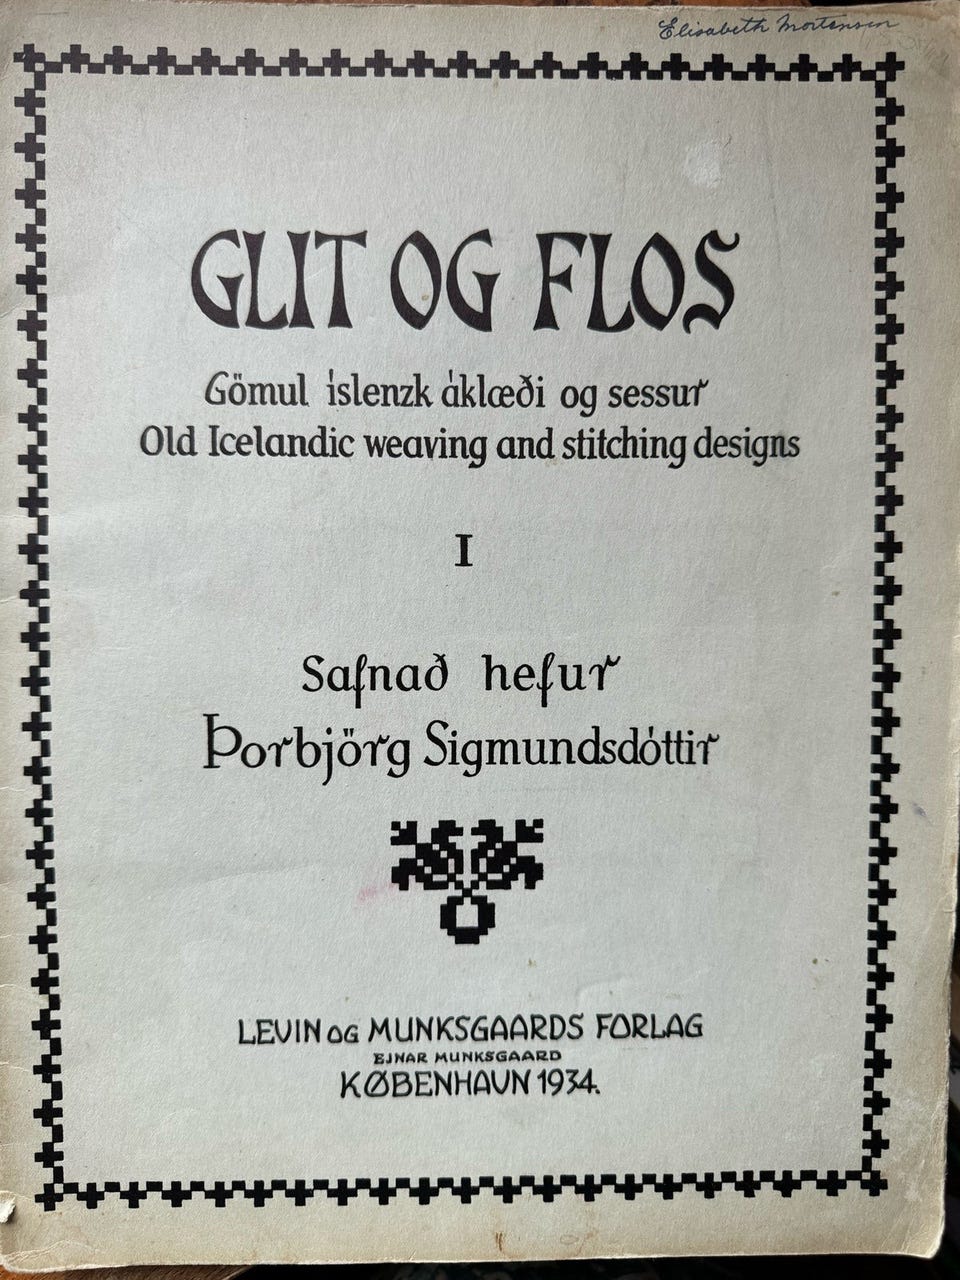 Elisabeth Mortensen
GLIT OG FLOS
Gömul íslenzk áklæði og sessur
Old Icelandic weaving and stitching designs
I
Safnað hefur
Þorbjörg Sigmundsdóttir
LEVIN OG MUNKSGAARDS FORLAG
EJNAR MUNKSGAARD
KØBENHAVN 1934.